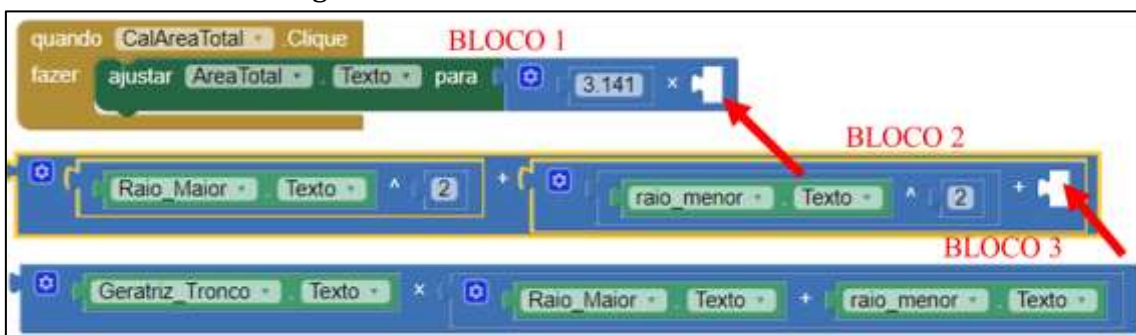 quando CalAreaTotal .Clique
BLOCO 1
fazer ajustar AreaTotal . Texto para 3.141 ×
BLOCO 2
Raio_Maior . Texto ^ 2 + raio_menor . Texto ^ 2 +
BLOCO 3
Geratriz_Tronco . Texto × Raio_Maior . Texto + raio_menor . Texto